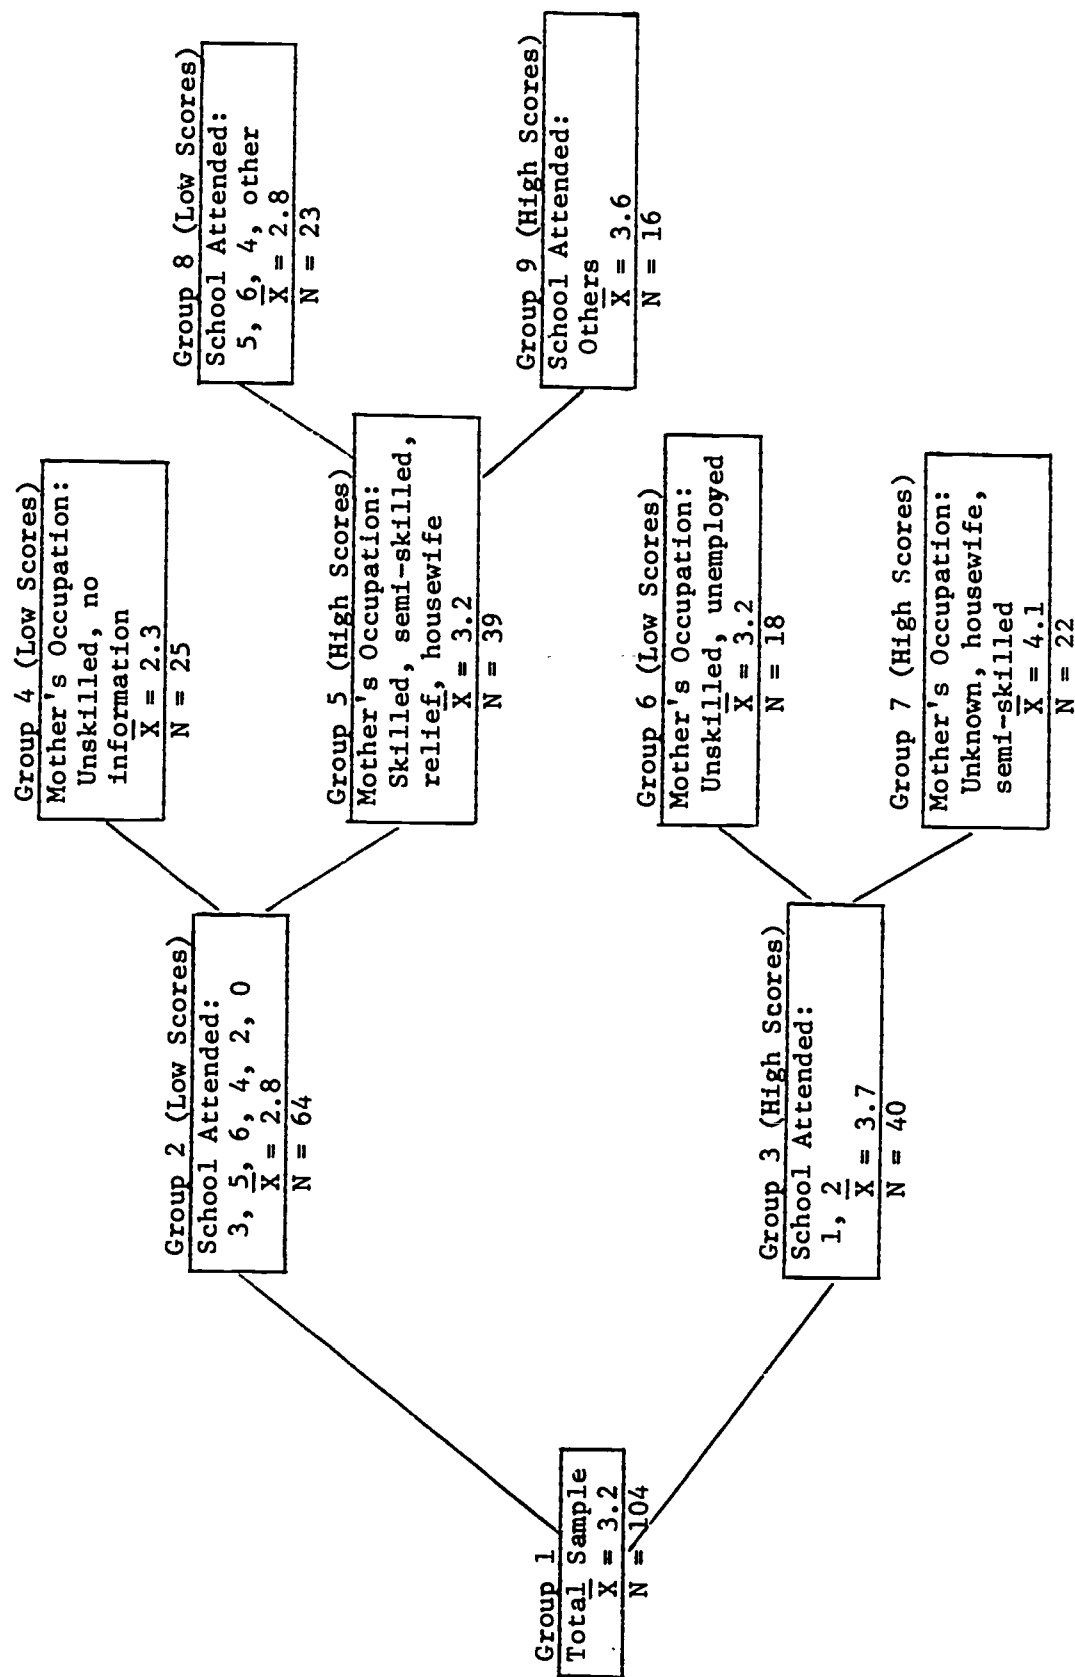 Group 1
Total Sample
X̄ = 3.2
N = 104
Group 2 (Low Scores)
School Attended:
3, 5, 6, 4, 2, 0
X̄ = 2.8
N = 64
Group 3 (High Scores)
School Attended:
1, 2
X̄ = 3.7
N = 40
Group 4 (Low Scores)
Mother's Occupation:
Unskilled, no
information
X̄ = 2.3
N = 25
Group 5 (High Scores)
Mother's Occupation:
Skilled, semi-skilled,
relief, housewife
X̄ = 3.2
N = 39
Group 6 (Low Scores)
Mother's Occupation:
Unskilled, unemployed
X̄ = 3.2
N = 18
Group 7 (High Scores)
Mother's Occupation:
Unknown, housewife,
semi-skilled
X̄ = 4.1
N = 22
Group 8 (Low Scores)
School Attended:
5, 6, 4, other
X̄ = 2.8
N = 23
Group 9 (High Scores)
School Attended:
Others
X̄ = 3.6
N = 16